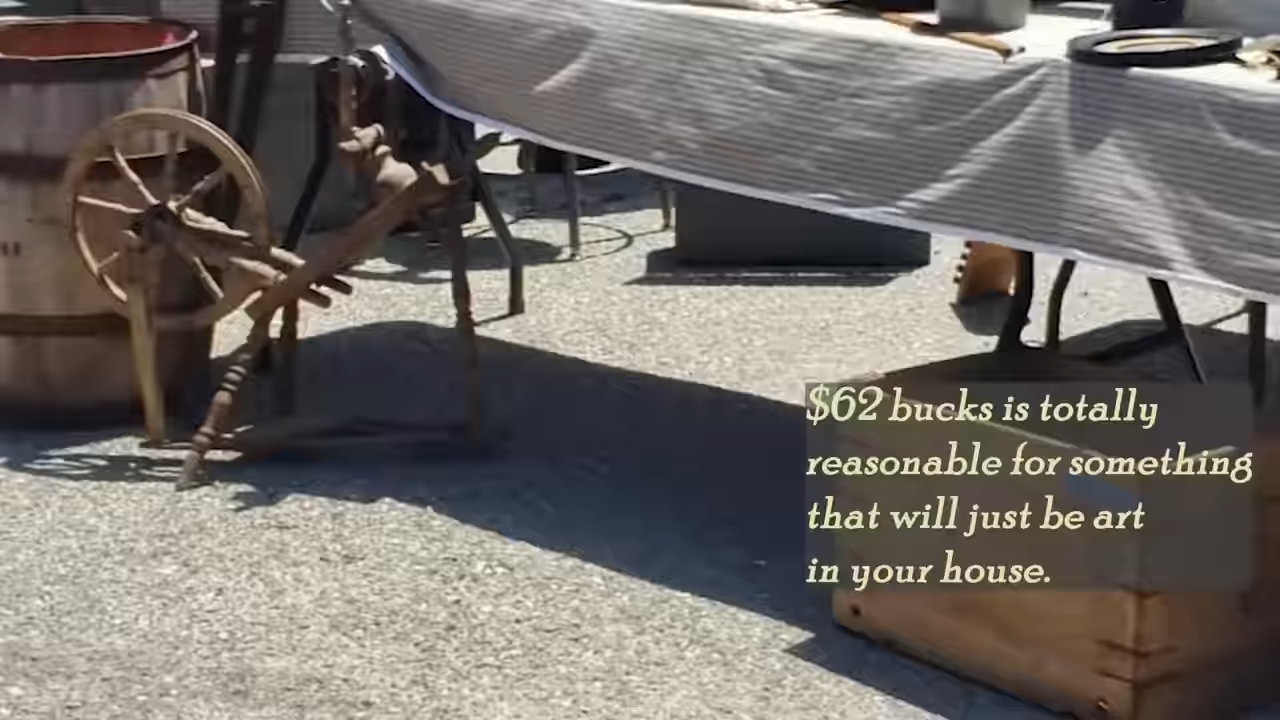 $62 bucks is totally
reasonable for something
that will just be art
in your house.